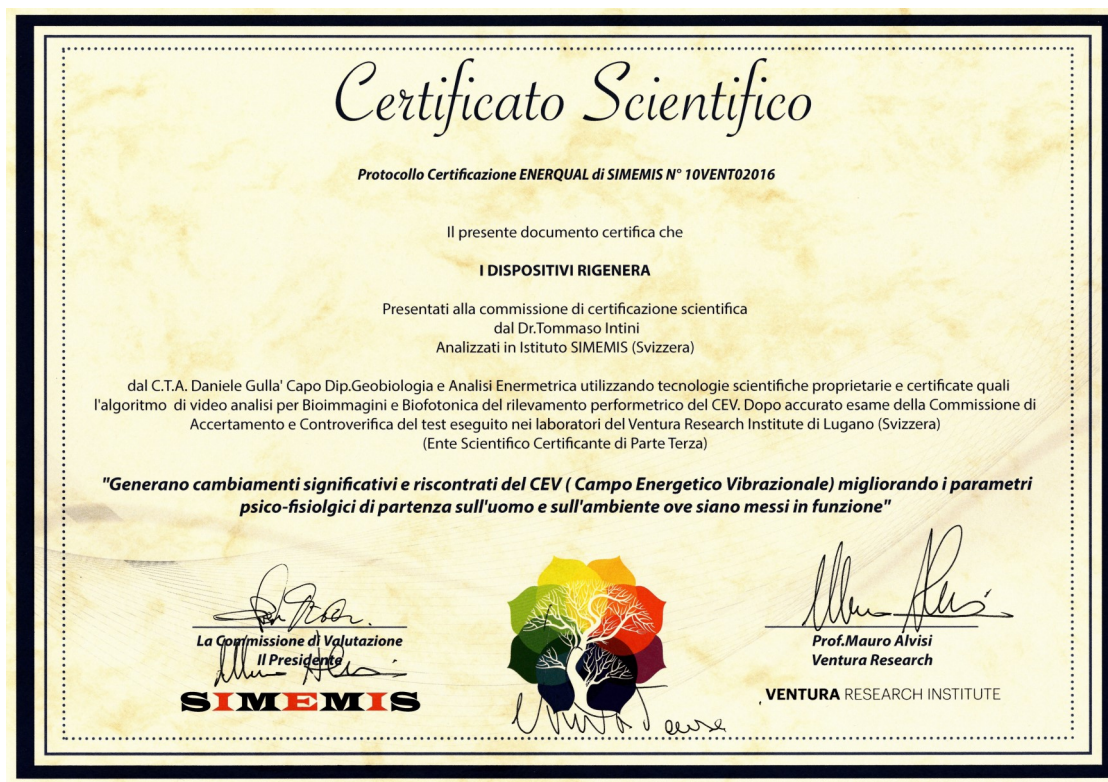 Certificato Scientifico
Protocollo Certificazione ENERQUAL di SIMEMIS N° 10VENT02016
Il presente documento certifica che
I DISPOSITIVI RIGENERA
Presentati alla commissione di certificazione scientifica
dal Dr.Tommaso Intini
Analizzati in Istituto SIMEMIS (Svizzera)
dal C.T.A. Daniele Gulla' Capo Dip.Geobiologia e Analisi Enermetrica utilizzando tecnologie scientifiche proprietarie e certificate quali
l'algoritmo di video analisi per Bioimmagini e Biofotonica del rilevamento performetrico del CEV. Dopo accurato esame della Commissione di
Accertamento e Controverifica del test eseguito nei laboratori del Ventura Research Institute di Lugano (Svizzera)
(Ente Scientifico Certificante di Parte Terza)
"Generano cambiamenti significativi e riscontrati del CEV ( Campo Energetico Vibrazionale) migliorando i parametri
psico-fisiolgici di partenza sull'uomo e sull'ambiente ove siano messi in funzione"
La Commissione di Valutazione
Il Presidente
SIMEMIS
Prof.Mauro Alvisi
Ventura Research
VENTURA RESEARCH INSTITUTE